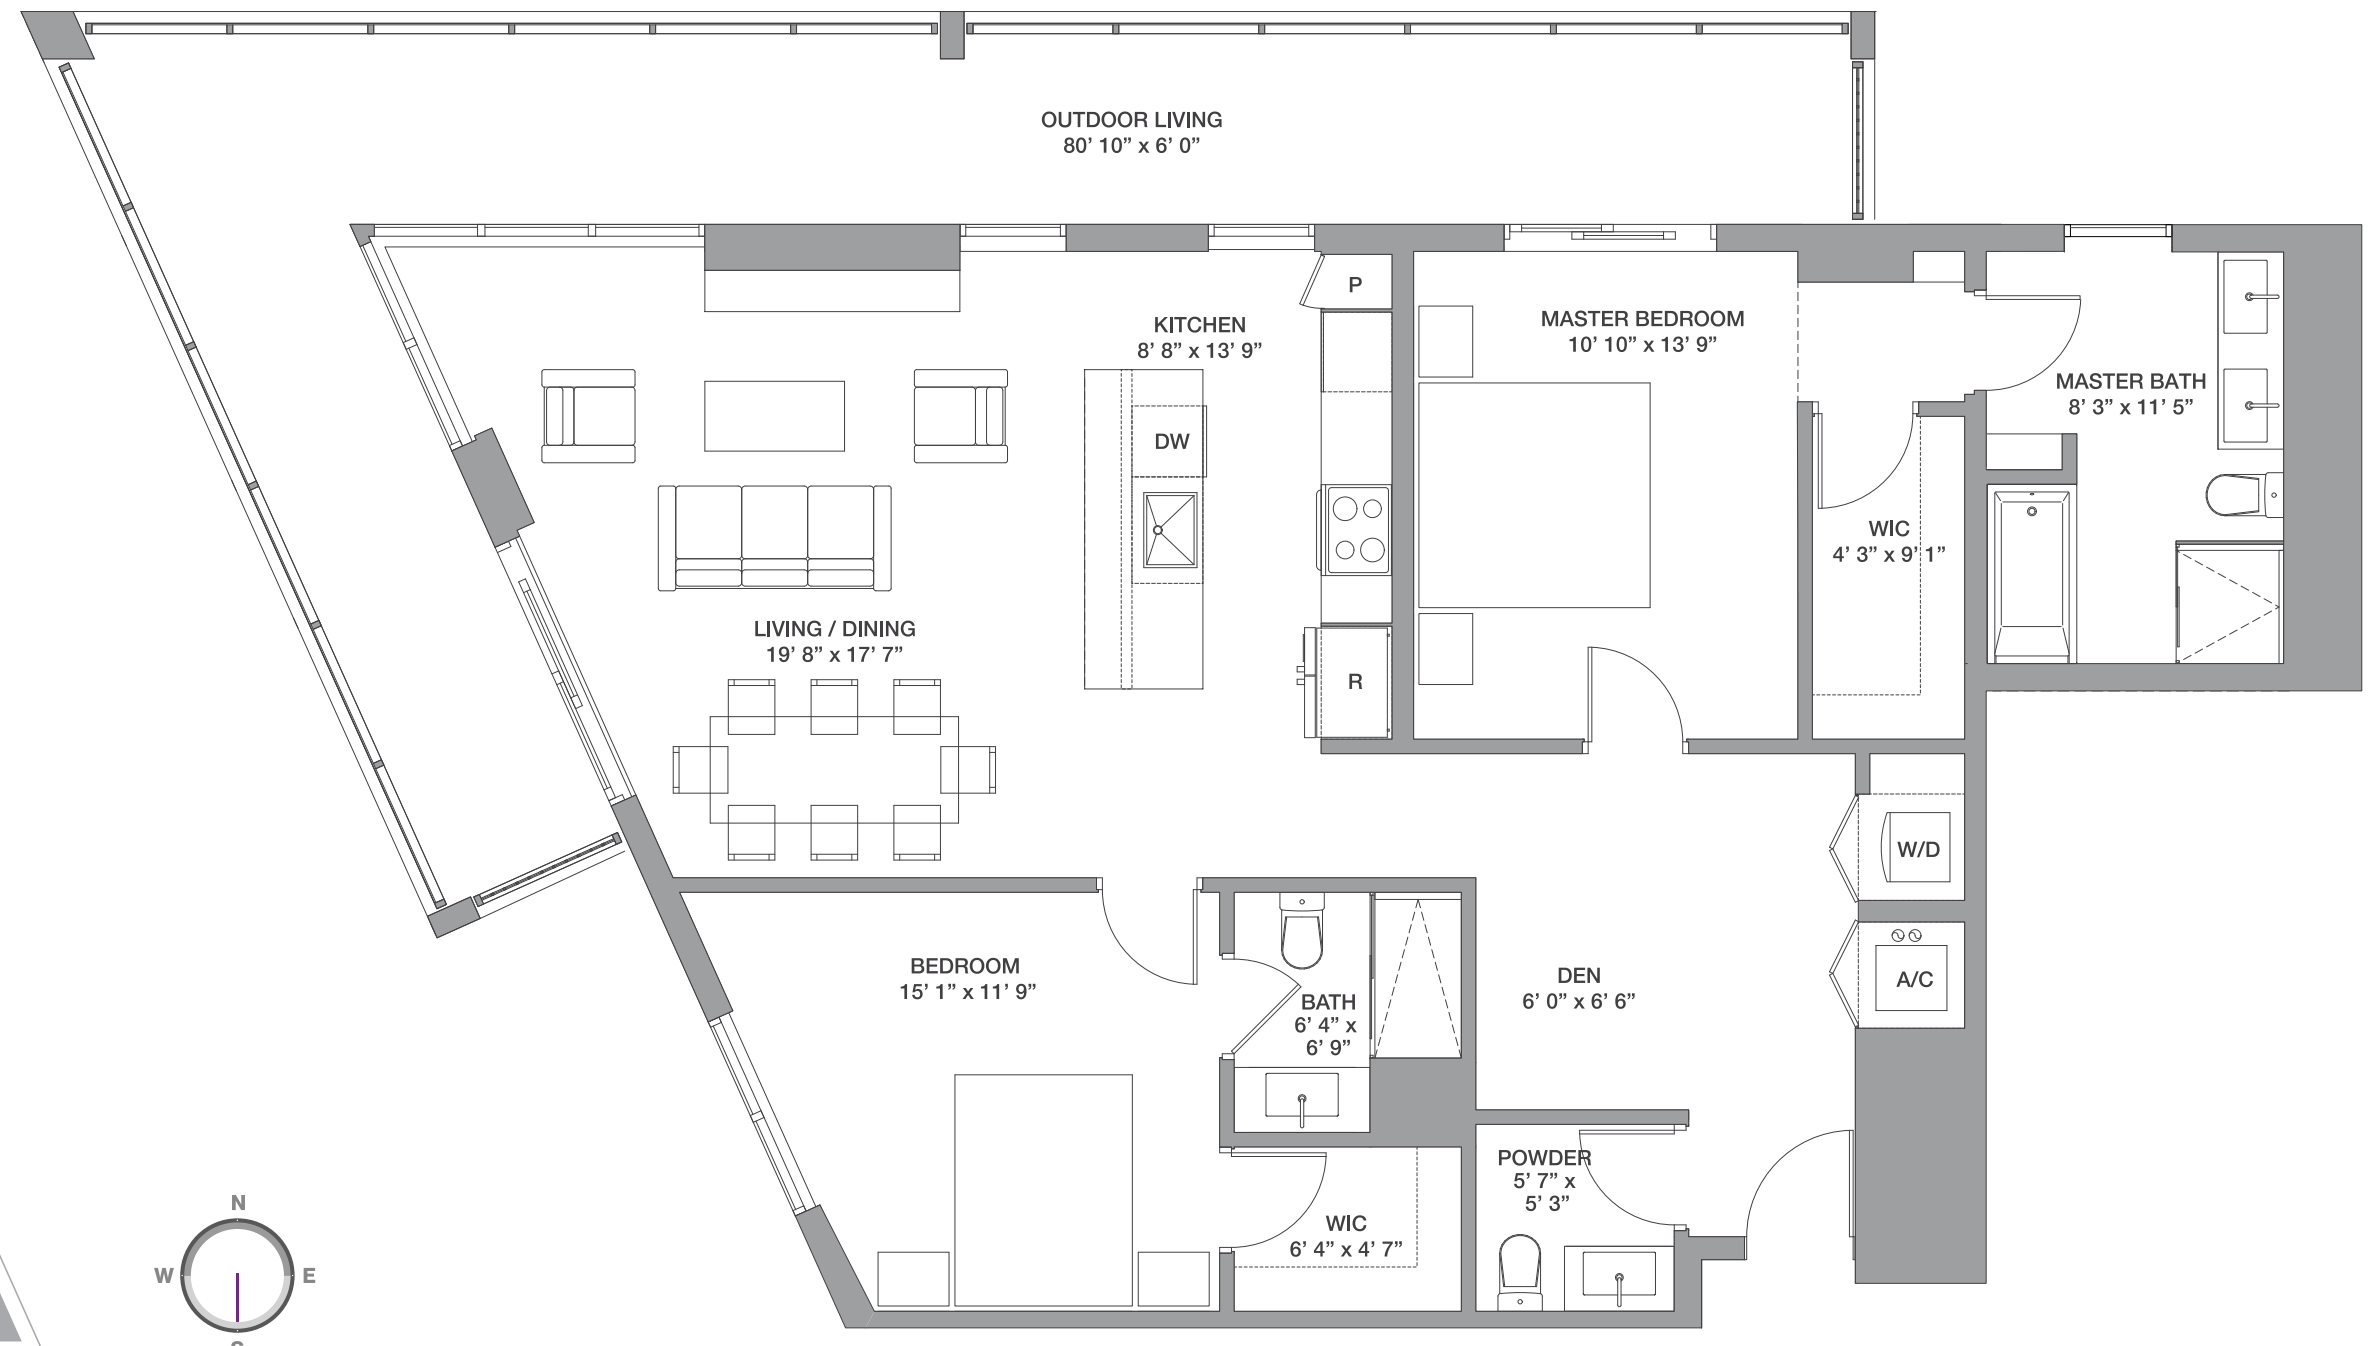 OUTDOOR LIVING
80’ 10” x 6’ 0”
P
KITCHEN
8’ 8” x 13’ 9”
MASTER BEDROOM
10’ 10” x 13’ 9”
MASTER BATH
8’ 3” x 11’ 5”
DW
WIC
4’ 3” x 9’ 1”
LIVING / DINING
19’ 8” x 17’ 7”
R
W/D
BEDROOM
15’ 1” x 11’ 9”
BATH
6’ 4” x
6’ 9”
DEN
6’ 0” x 6’ 6”
A/C
POWDER
5’ 7” x
5’ 3”
WIC
6’ 4” x 4’ 7”
N
W E
S